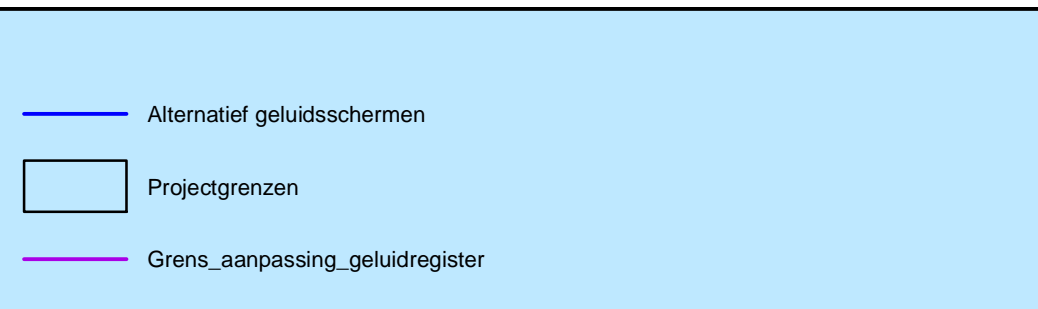 Alternatief geluidsschermen
Projectgrenzen
Grens_aanpassing_geluidregister